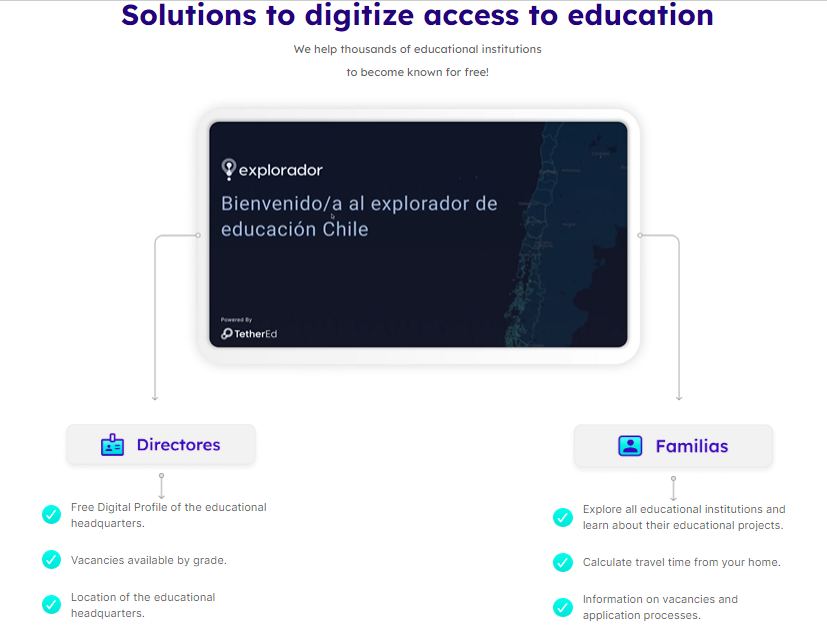 Solutions to digitize access to education
We help thousands of educational institutions
to become known for free!
explorador
Bienvenido/a al explorador de
educación Chile
Powered By
TetherEd
Directores
Free Digital Profile of the educational
headquarters.
Vacancies available by grade.
Location of the educational
headquarters.
Familias
Explore all educational institutions and
learn about their educational projects.
Calculate travel time from your home.
Information on vacancies and
application processes.